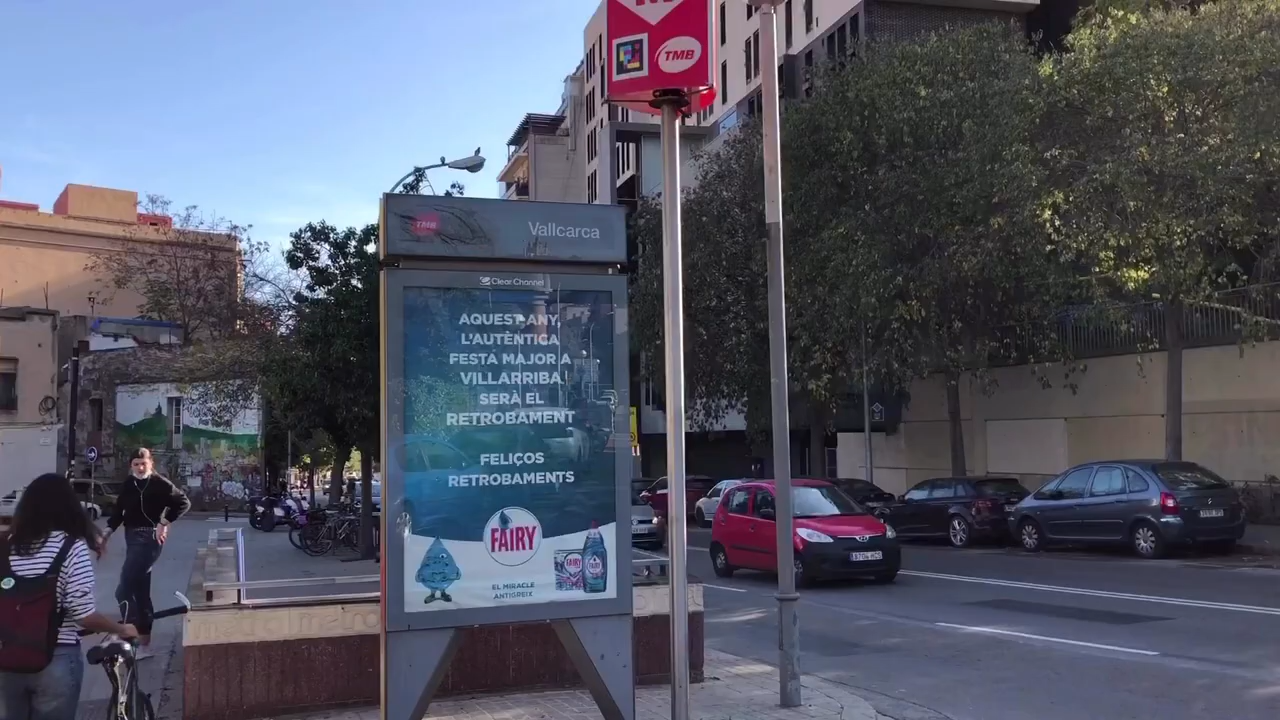 TMB
TMB
Vallcarca
Clear Channel
AQUEST ANY,
L'AUTÈNTICA
FESTA MAJOR A
VILLARRIBA
SERÀ EL
RETROBAMENT
FELIÇOS
RETROBAMENTS
FAIRY
EL MIRACLE
ANTIGREIX
FAIRY